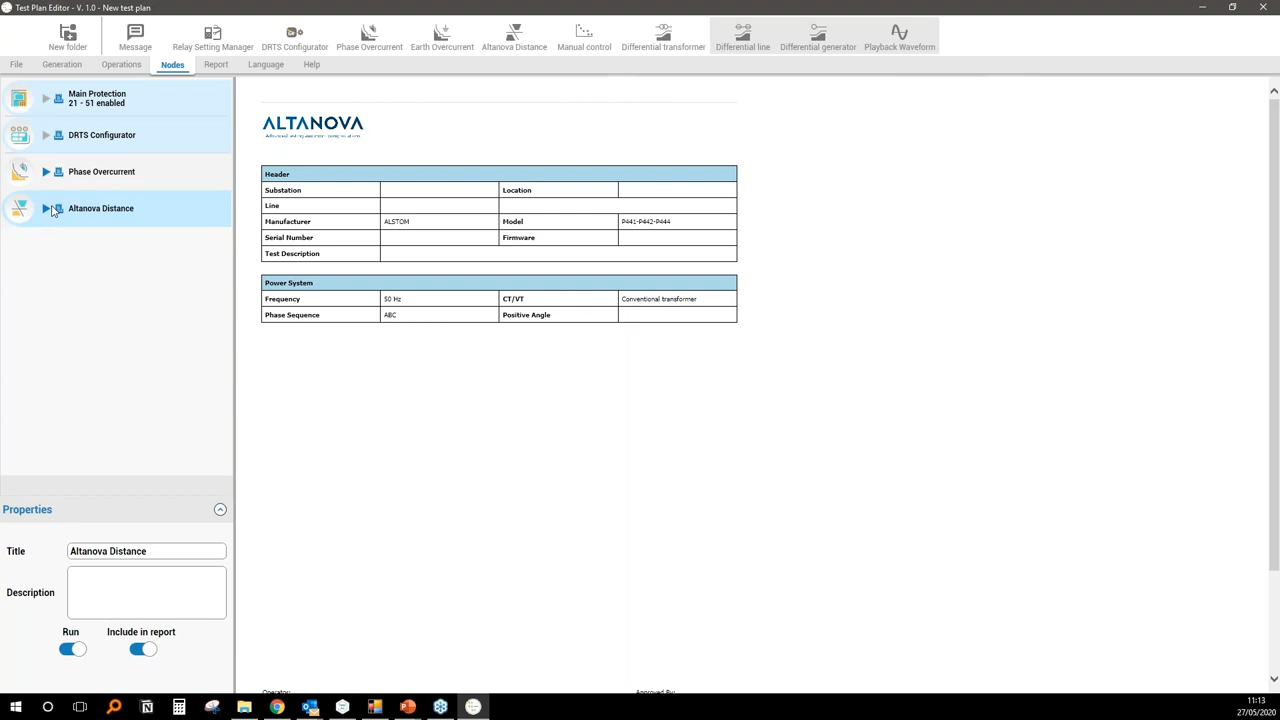 Test Plan Editor - V. 1.0 - New test plan
New folder
Message
Relay Setting Manager
DRTS Configurator
Phase Overcurrent
Earth Overcurrent
Altanova Distance
Manual control
Differential transformer
Differential line
Differential generator
Playback Waveform
File
Generation
Operations
Nodes
Report
Language
Help
Main Protection
21 - 51 enabled
DRTS Configurator
Phase Overcurrent
Altanova Distance
ALTANOVA
Header
Substation Location
Line
Manufacturer ALSTOM Model P441-P442-P444
Serial Number Firmware
Test Description
Power System
Frequency 50 Hz CT/VT Conventional transformer
Phase Sequence ABC Positive Angle
Operator: Approved By:
Properties
Title Altanova Distance
Description
Run Include in report
11:13
27/05/2020